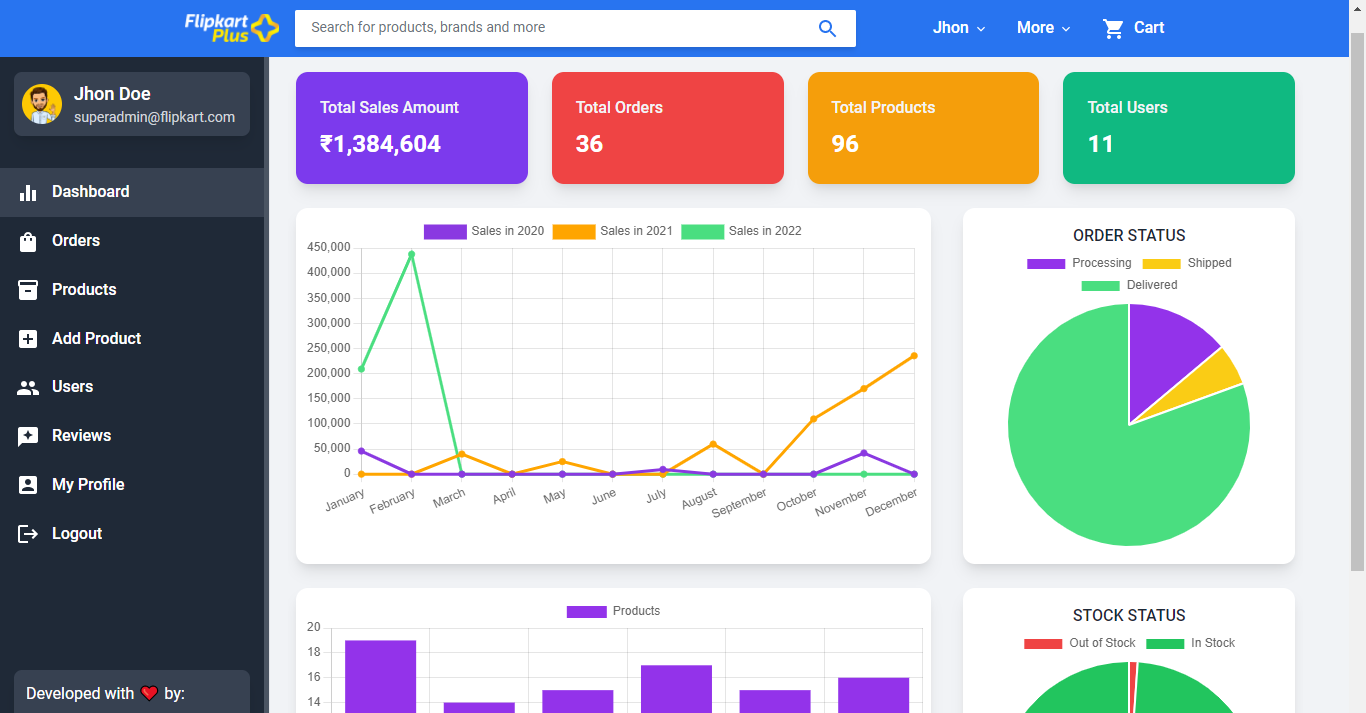 Flipkart
Plus
Search for products, brands and more
Jhon
More
Cart
Jhon Doe
superadmin@flipkart.com
Dashboard
Orders
Products
Add Product
Users
Reviews
My Profile
Logout
Developed with ❤ by:
Total Sales Amount
₹1,384,604
Total Orders
36
Total Products
96
Total Users
11
Sales in 2020 Sales in 2021 Sales in 2022
450,000
400,000
350,000
300,000
250,000
200,000
150,000
100,000
50,000
0
January February March April May June July August September October November December
ORDER STATUS
Processing Shipped
Delivered
Products
20
18
16
14
STOCK STATUS
Out of Stock In Stock